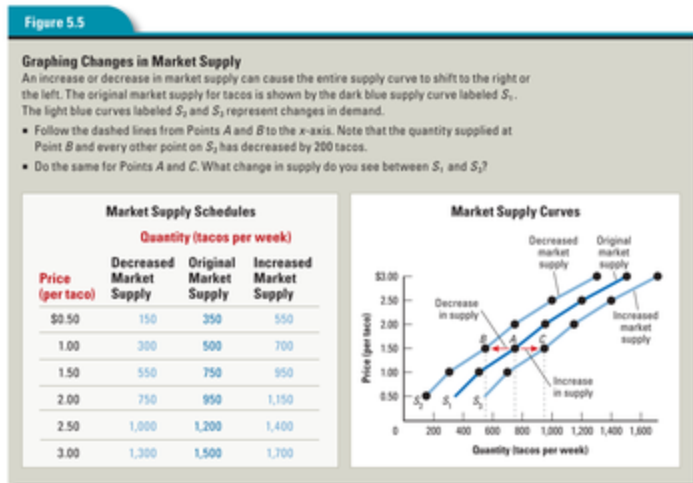 Figure 5.5
Graphing Changes in Market Supply
An increase or decrease in market supply can cause the entire supply curve to shift to the right or
the left. The original market supply for tacos is shown by the dark blue supply curve labeled S₁.
The light blue curves labeled S₂ and S₃ represent changes in demand.
▪ Follow the dashed lines from Points A and B to the x-axis. Note that the quantity supplied at
Point B and every other point on S₂ has decreased by 200 tacos.
▪ Do the same for Points A and C. What change in supply do you see between S₁ and S₃?
Market Supply Schedules
Quantity (tacos per week)
Price (per taco) Decreased Market Supply Original Market Supply Increased Market Supply
$0.50 150 350 550
1.00 300 500 700
1.50 550 750 950
2.00 750 950 1,150
2.50 1,000 1,200 1,400
3.00 1,300 1,500 1,700
Market Supply Curves
Decreased market supply
Original market supply
Increased market supply
Decrease in supply
Increase in supply
Price (per taco)
$3.00
2.50
2.00
1.50
1.00
0.50
B A C
S₂ S₁ S₃
0 200 400 600 800 1,000 1,200 1,400 1,600
Quantity (tacos per week)